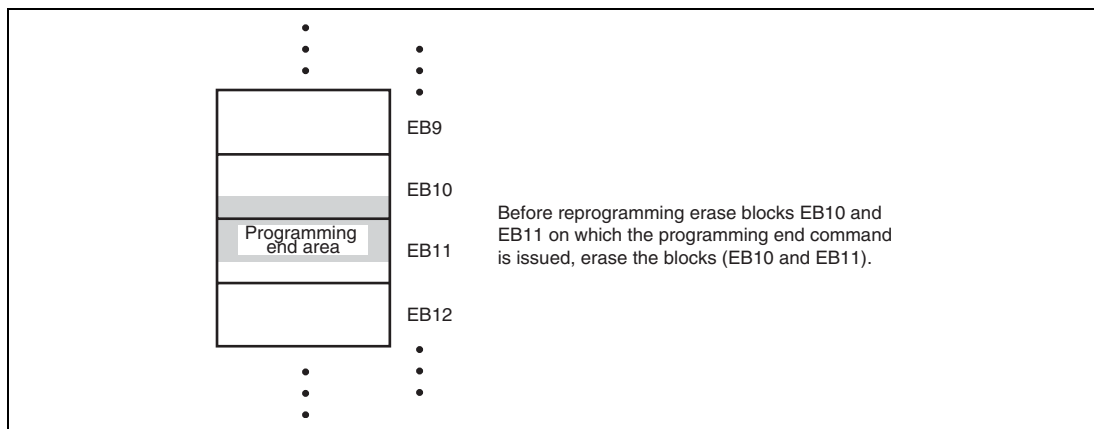 EB9
EB10
Programming
end area
EB11
EB12
Before reprogramming erase blocks EB10 and
EB11 on which the programming end command
is issued, erase the blocks (EB10 and EB11).